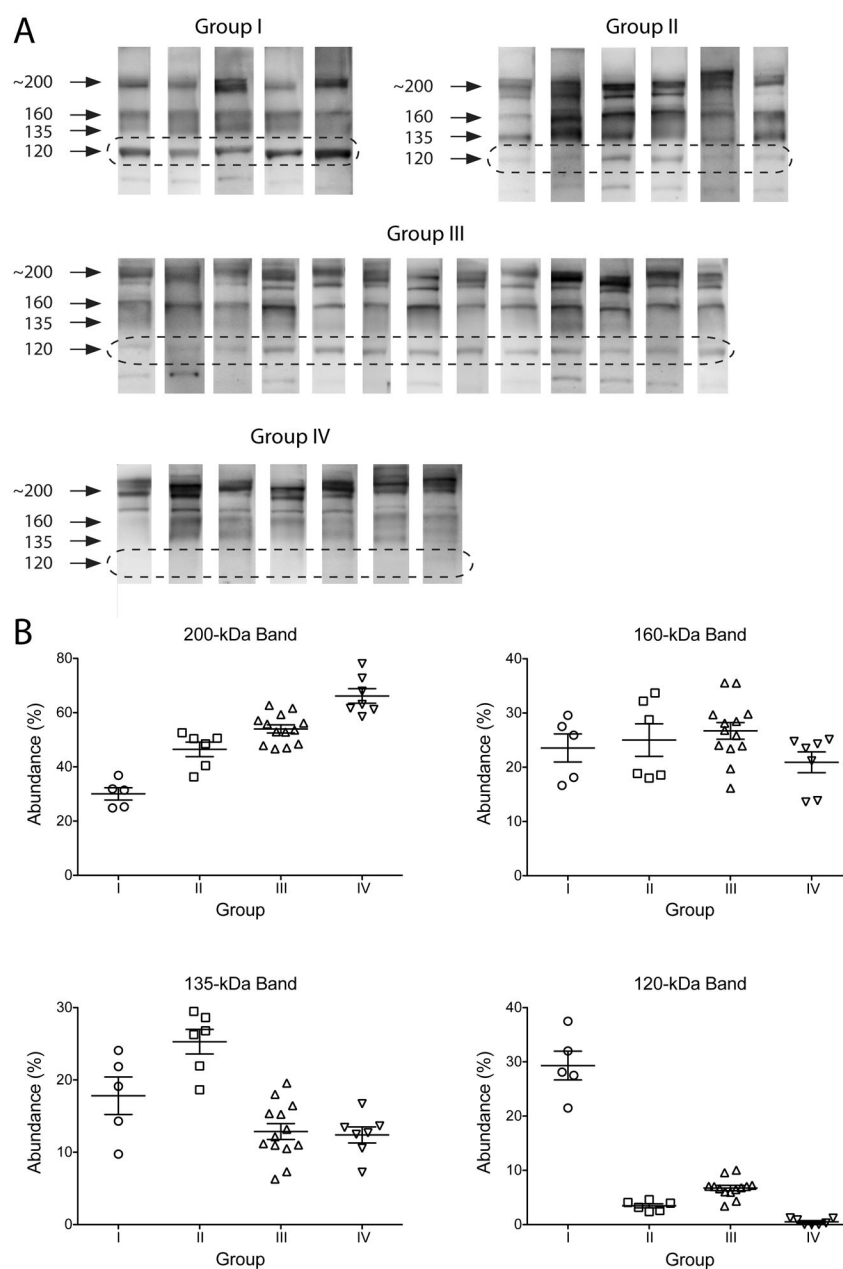 A
Group I
~200
160
135
120
Group II
~200
160
135
120
Group III
~200
160
135
120
Group IV
~200
160
135
120
B
200-kDa Band
80
60
40
20
0
Abundance (%)
I II III IV
Group
160-kDa Band
40
30
20
10
0
Abundance (%)
I II III IV
Group
135-kDa Band
30
20
10
0
Abundance (%)
I II III IV
Group
120-kDa Band
40
30
20
10
0
Abundance (%)
I II III IV
Group